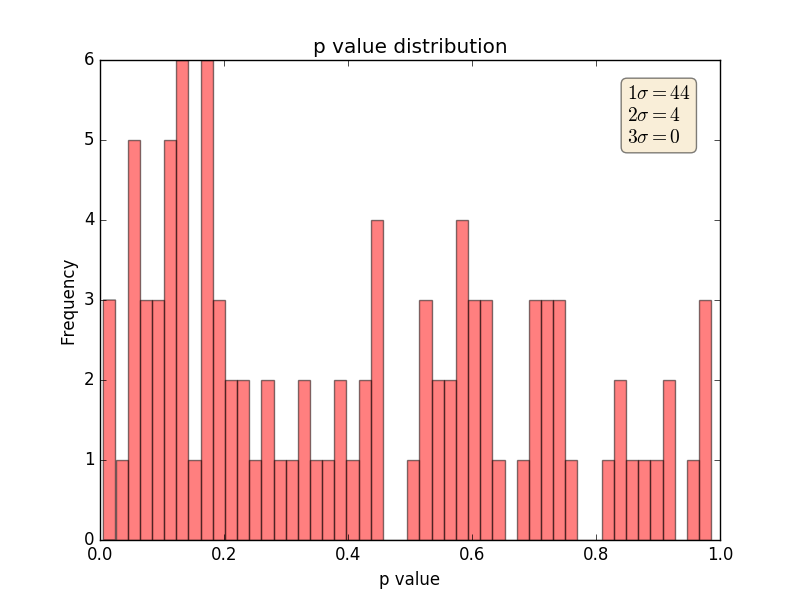 p value distribution
1σ = 44
2σ = 4
3σ = 0
6
5
4
3
2
1
0
Frequency
0.0 0.2 0.4 0.6 0.8 1.0
p value